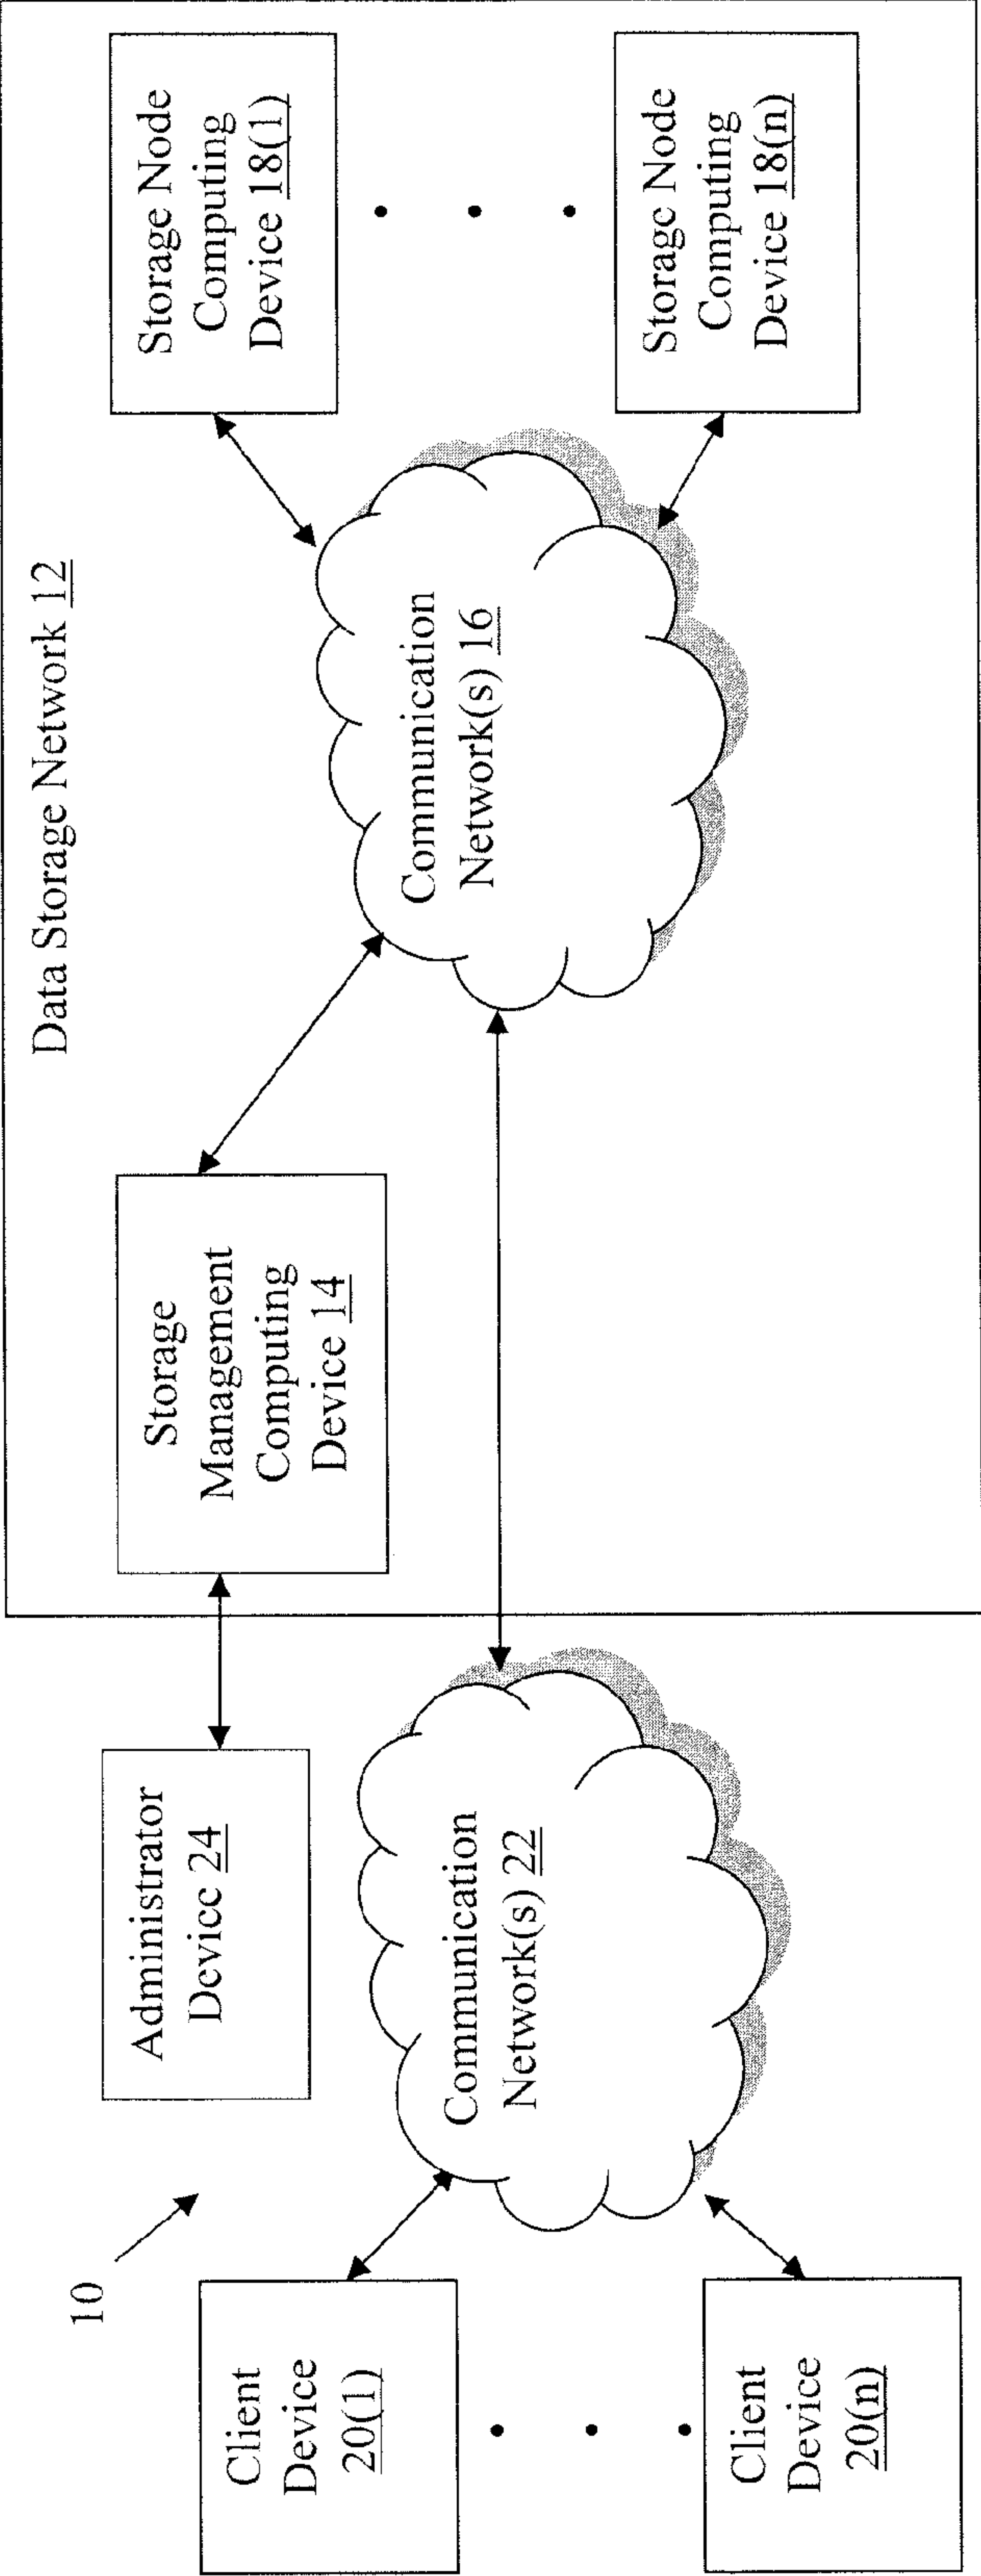 10
Client
Device
20(1)
Client
Device
20(n)
Administrator
Device 24
Communication
Network(s) 22
Data Storage Network 12
Storage
Management
Computing
Device 14
Communication
Network(s) 16
Storage Node
Computing
Device 18(1)
Storage Node
Computing
Device 18(n)